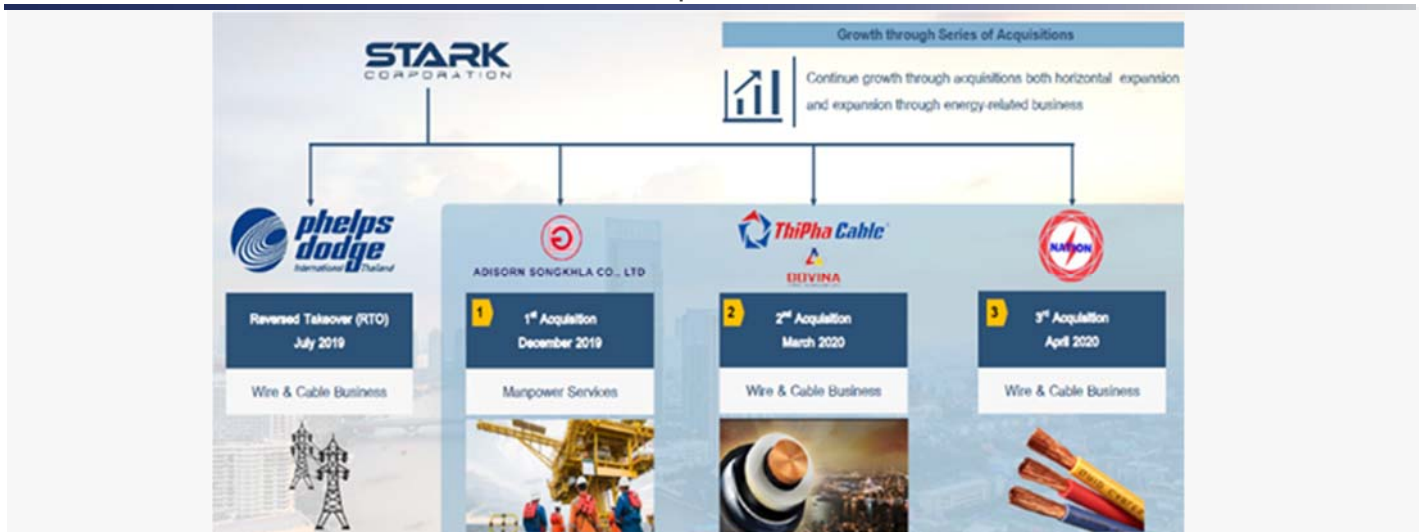 STARK
CORPORATION
Growth through Series of Acquisitions
Continue growth through acquisitions both horizontal expansion
and expansion through energy-related business
phelps
dodge
International Thailand
ADISORN SONGKHLA CO., LTD
ThiPha Cable
DOVINA
NATION
Reversed Takeover (RTO)
July 2019
1
1st Acquisition
December 2019
2
2nd Acquisition
March 2020
3
3rd Acquisition
April 2020
Wire & Cable Business
Manpower Services
Wire & Cable Business
Wire & Cable Business